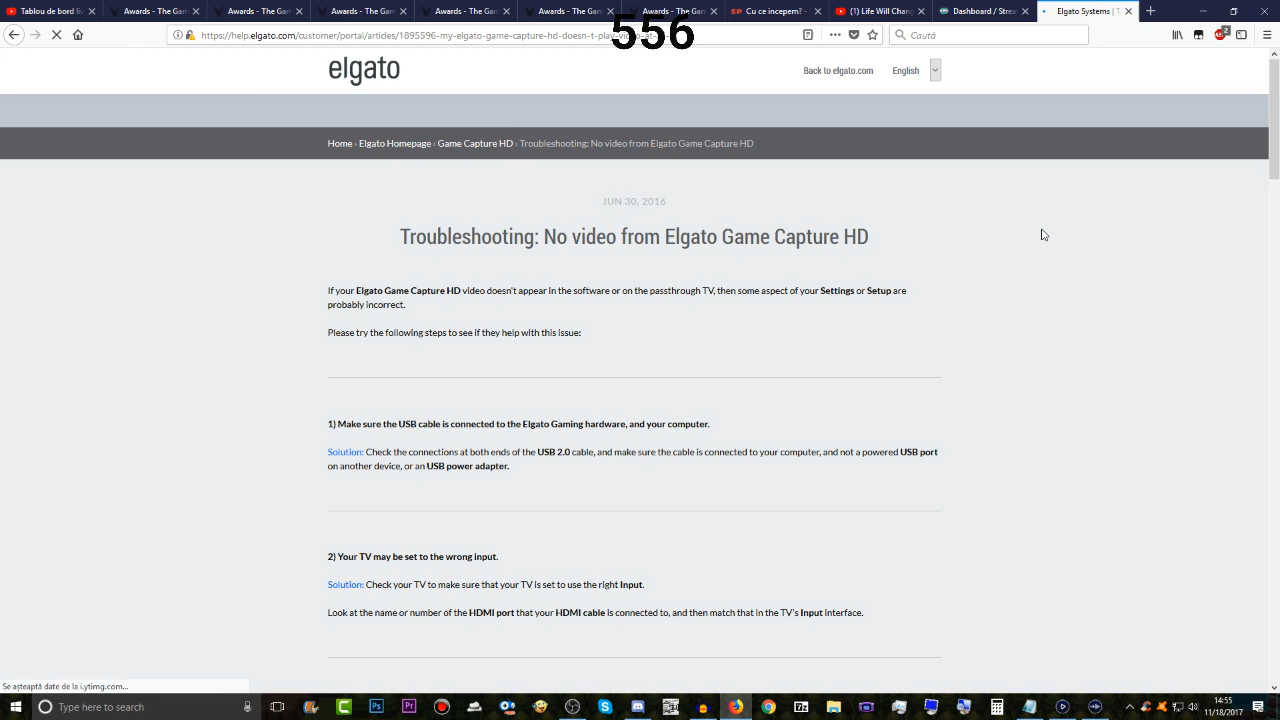 Tablou de bord liv
Awards - The Gam
Awards - The Gam
Awards - The Gam
Awards - The Gam
Awards - The Gam
Awards - The Gam
Cu ce incepem? -
(1) Life Will Chang
Dashboard / Strea
Elgato Systems | T
556
https://help.elgato.com/customer/portal/articles/1895596-my-elgato-game-capture-hd-doesn-t-play-video-at-
Caută
2
elgato
Back to elgato.com
English
Home › Elgato Homepage › Game Capture HD › Troubleshooting: No video from Elgato Game Capture HD
JUN 30, 2016
Troubleshooting: No video from Elgato Game Capture HD
If your Elgato Game Capture HD video doesn't appear in the software or on the passthrough TV, then some aspect of your Settings or Setup are
probably incorrect.
Please try the following steps to see if they help with this issue:
1) Make sure the USB cable is connected to the Elgato Gaming hardware, and your computer.
Solution: Check the connections at both ends of the USB 2.0 cable, and make sure the cable is connected to your computer, and not a powered USB port
on another device, or an USB power adapter.
2) Your TV may be set to the wrong input.
Solution: Check your TV to make sure that your TV is set to use the right Input.
Look at the name or number of the HDMI port that your HDMI cable is connected to, and then match that in the TV's Input interface.
Se așteaptă date de la i.ytimg.com...
Type here to search
14:55
11/18/2017